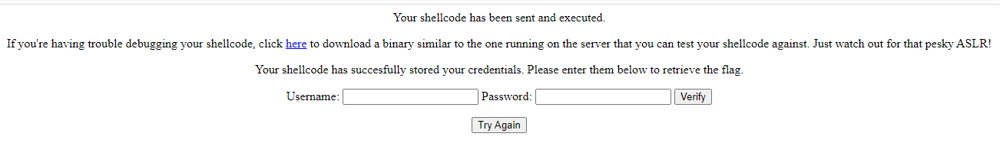 Your shellcode has been sent and executed.
If you're having trouble debugging your shellcode, click here to download a binary similar to the one running on the server that you can test your shellcode against. Just watch out for that pesky ASLR!
Your shellcode has succesfully stored your credentials. Please enter them below to retrieve the flag.
Username: Password: Verify
Try Again